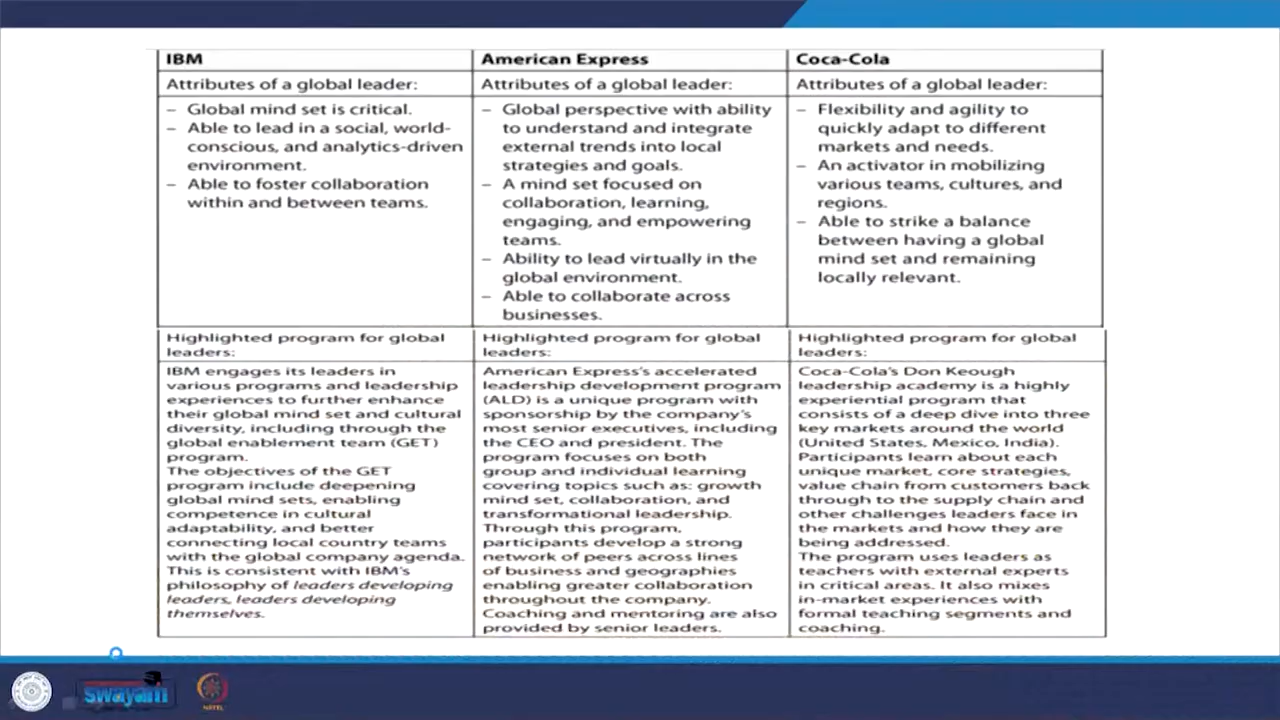 IBM
Attributes of a global leader:
– Global mind set is critical.
– Able to lead in a social, world-
conscious, and analytics-driven
environment.
– Able to foster collaboration
within and between teams.
American Express
Attributes of a global leader:
– Global perspective with ability
to understand and integrate
external trends into local
strategies and goals.
– A mind set focused on
collaboration, learning,
engaging, and empowering
teams.
– Ability to lead virtually in the
global environment.
– Able to collaborate across
businesses.
Coca-Cola
Attributes of a global leader:
– Flexibility and agility to
quickly adapt to different
markets and needs.
– An activator in mobilizing
various teams, cultures, and
regions.
– Able to strike a balance
between having a global
mind set and remaining
locally relevant.
Highlighted program for global
leaders:
IBM engages its leaders in
various programs and leadership
experiences to further enhance
their global mind set and cultural
diversity, including through the
global enablement team (GET)
program.
The objectives of the GET
program include deepening
global mind sets, enabling
competence in cultural
adaptability, and better
connecting local country teams
with the global company agenda.
This is consistent with IBM's
philosophy of leaders developing
leaders, leaders developing
themselves.
Highlighted program for global
leaders:
American Express's accelerated
leadership development program
(ALD) is a unique program with
sponsorship by the company's
most senior executives, including
the CEO and president. The
program focuses on both
group and individual learning
covering topics such as: growth
mind set, collaboration, and
transformational leadership.
Through this program,
participants develop a strong
network of peers across lines
of business and geographies
enabling greater collaboration
throughout the company.
Coaching and mentoring are also
provided by senior leaders.
Highlighted program for global
leaders:
Coca-Cola's Don Keough
leadership academy is a highly
experiential program that
consists of a deep dive into three
key markets around the world
(United States, Mexico, India).
Participants learn about each
unique market, core strategies,
value chain from customers back
through to the supply chain and
other challenges leaders face in
the markets and how they are
being addressed.
The program uses leaders as
teachers with external experts
in critical areas. It also mixes
in-market experiences with
formal teaching segments and
coaching.
swayam
NPTEL